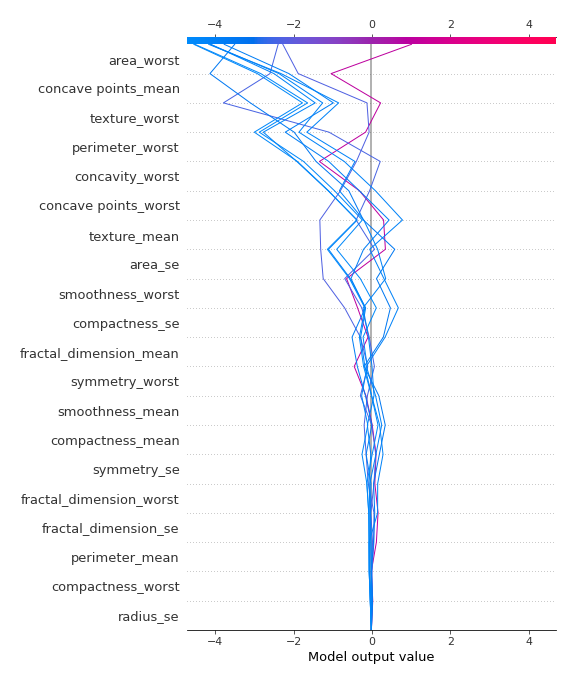 −4 −2 0 2 4
area_worst
concave points_mean
texture_worst
perimeter_worst
concavity_worst
concave points_worst
texture_mean
area_se
smoothness_worst
compactness_se
fractal_dimension_mean
symmetry_worst
smoothness_mean
compactness_mean
symmetry_se
fractal_dimension_worst
fractal_dimension_se
perimeter_mean
compactness_worst
radius_se
−4 −2 0 2 4
Model output value